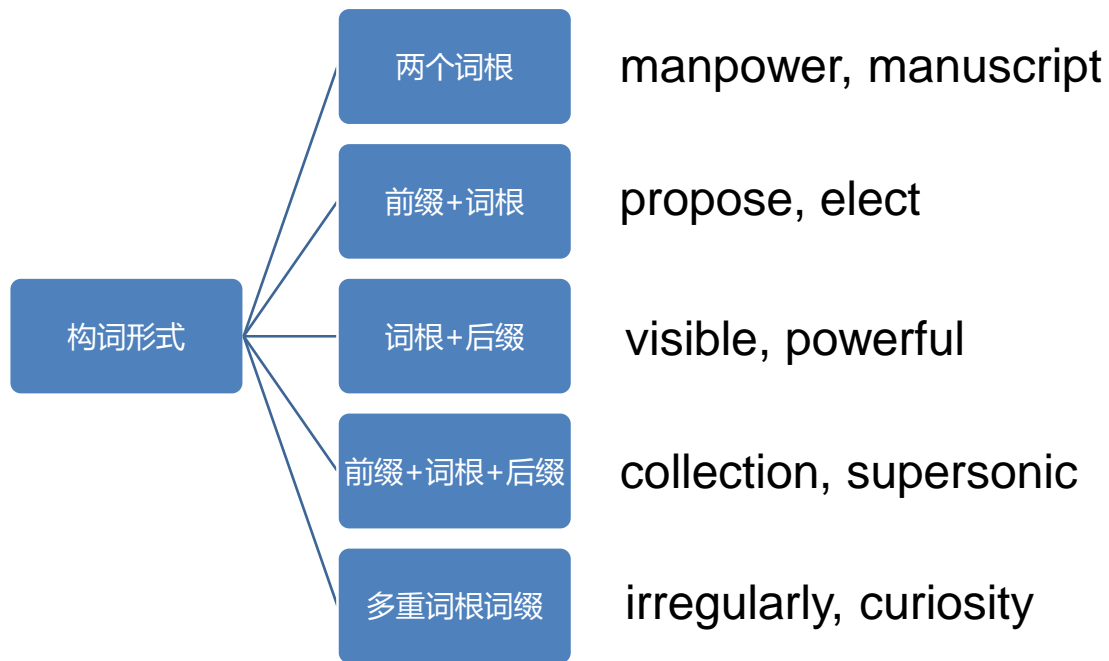 两个词根
manpower, manuscript
前缀+词根
propose, elect
构词形式
词根+后缀
visible, powerful
前缀+词根+后缀
collection, supersonic
多重词根词缀
irregularly, curiosity